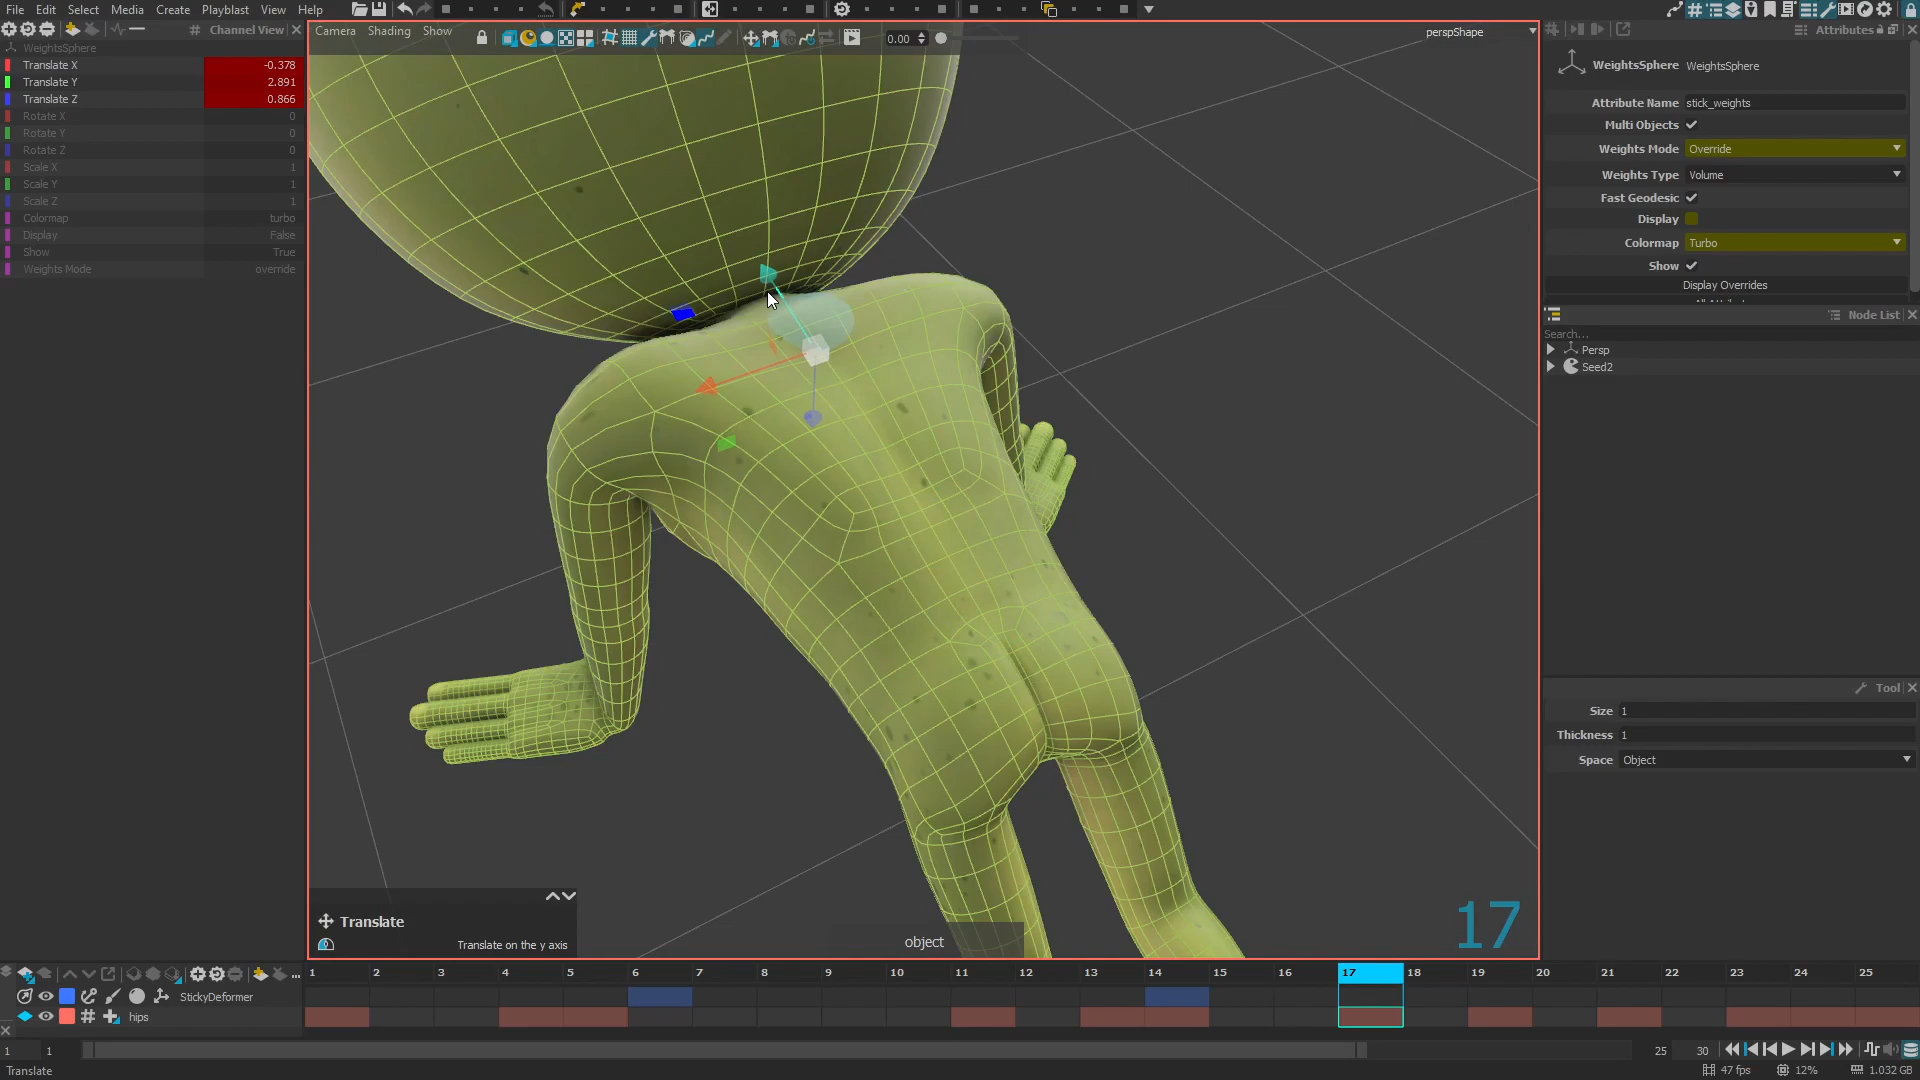 File Edit Select Media Create Playblast View Help
Channel View
WeightsSphere
Translate X -0.378
Translate Y 2.891
Translate Z 0.866
Rotate X 0
Rotate Y 0
Rotate Z 0
Scale X 1
Scale Y 1
Scale Z 1
Colormap turbo
Display False
Show True
Weights Mode override
Camera Shading Show
0.00
perspShape
Translate
Translate on the y axis
object
17
Attributes
WeightsSphere WeightsSphere
Attribute Name stick_weights
Multi Objects
Weights Mode Override
Weights Type Volume
Fast Geodesic
Display
Colormap Turbo
Show
Display Overrides
Node List
Search...
Persp
Seed2
Tool
Size 1
Thickness 1
Space Object
1 2 3 4 5 6 7 8 9 10 11 12 13 14 15 16 17 18 19 20 21 22 23 24 25
StickyDeformer
hips
1 1 25 30
Translate 47 fps 12% 1.032 GB